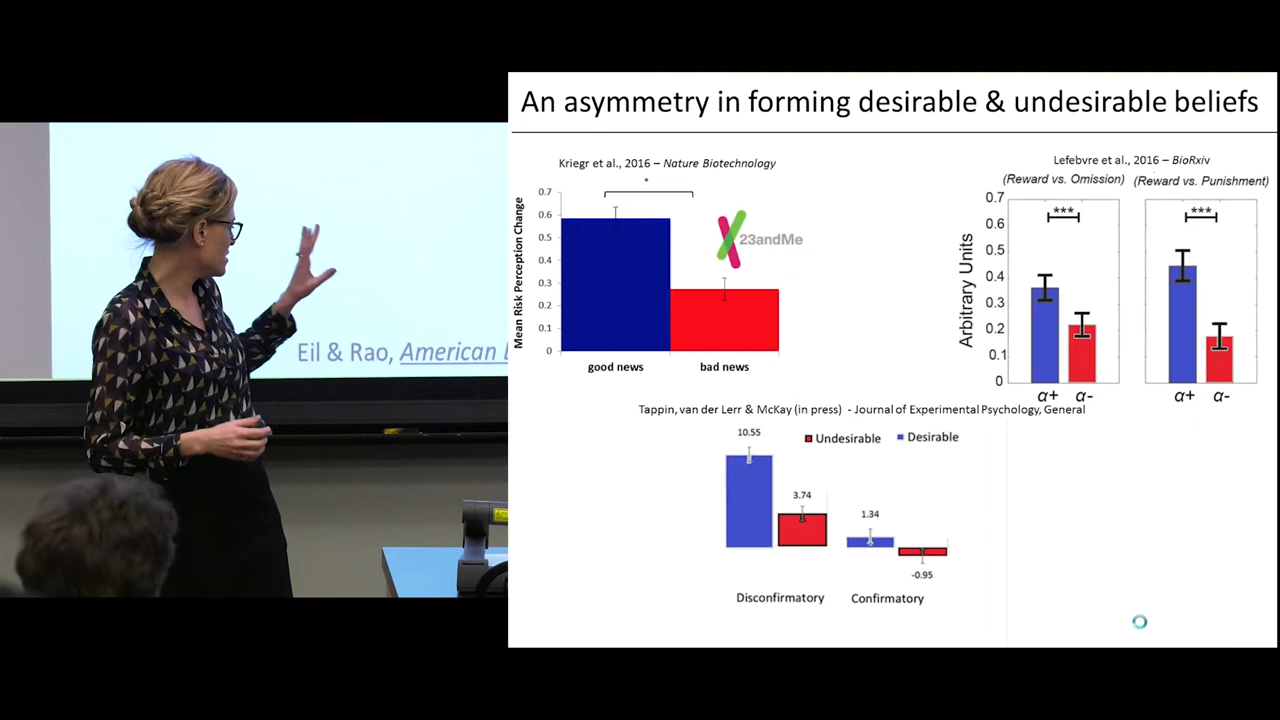 An asymmetry in forming desirable & undesirable beliefs
Kriegr et al., 2016 – Nature Biotechnology
*
Mean Risk Perception Change
0.7
0.6
0.5
0.4
0.3
0.2
0.1
0
good news
bad news
23andMe
Lefebvre et al., 2016 – BioRxiv
(Reward vs. Omission)
(Reward vs. Punishment)
Arbitrary Units
0.7
0.6
0.5
0.4
0.3
0.2
0.1
0
***
***
α+
α-
α+
α-
Tappin, van der Lerr & McKay (in press) - Journal of Experimental Psychology, General
Undesirable
Desirable
10.55
3.74
1.34
-0.95
Disconfirmatory
Confirmatory
Eil & Rao, American